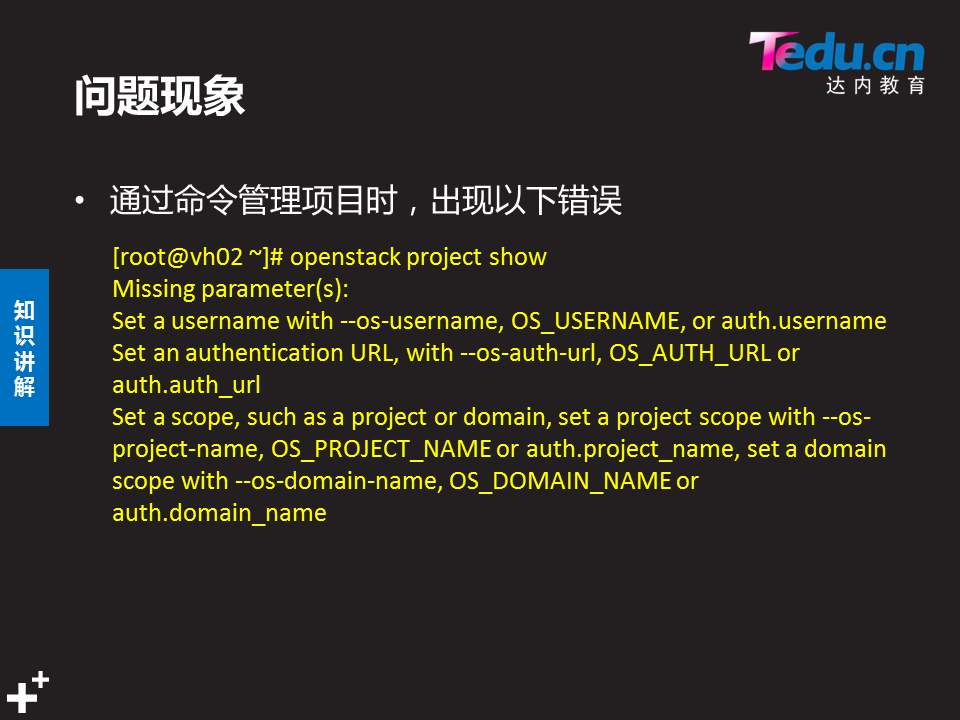 Tedu.cn
达内教育
问题现象
• 通过命令管理项目时，出现以下错误
[root@vh02 ~]# openstack project show
Missing parameter(s):
Set a username with --os-username, OS_USERNAME, or auth.username
Set an authentication URL, with --os-auth-url, OS_AUTH_URL or
auth.auth_url
Set a scope, such as a project or domain, set a project scope with --os-
project-name, OS_PROJECT_NAME or auth.project_name, set a domain
scope with --os-domain-name, OS_DOMAIN_NAME or
auth.domain_name
知识讲解